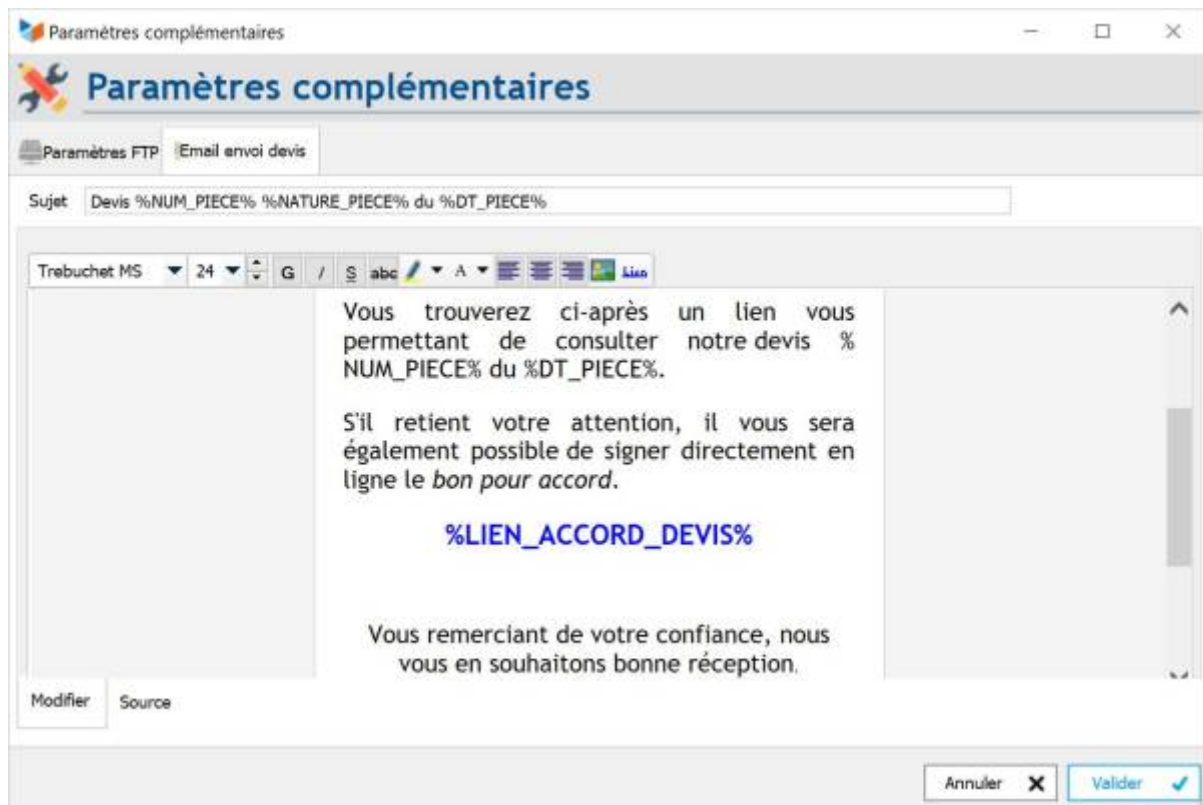 Paramètres complémentaires
Paramètres complémentaires
Paramètres FTP Email envoi devis
Sujet Devis %NUM_PIECE% %NATURE_PIECE% du %DT_PIECE%
Trebuchet MS 24 G I S abc A Lien
Vous trouverez ci-après un lien vous
permettant de consulter notre devis %
NUM_PIECE% du %DT_PIECE%.
S'il retient votre attention, il vous sera
également possible de signer directement en
ligne le bon pour accord.
%LIEN_ACCORD_DEVIS%
Vous remerciant de votre confiance, nous
vous en souhaitons bonne réception.
Modifier Source
Annuler Valider